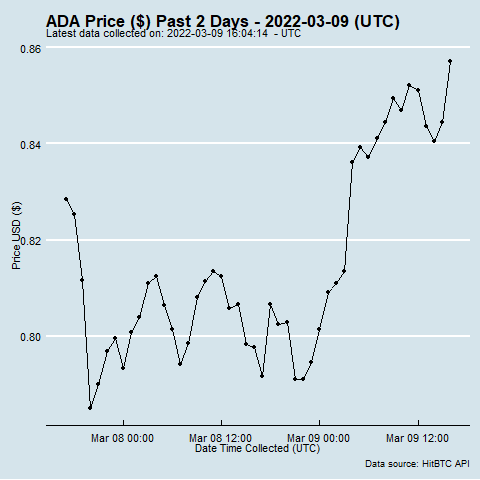 ADA Price ($) Past 2 Days - 2022-03-09 (UTC)
Latest data collected on: 2022-03-09 16:04:14 - UTC
0.86
0.84
0.82
0.80
Price USD ($)
Mar 08 00:00 Mar 08 12:00 Mar 09 00:00 Mar 09 12:00
Date Time Collected (UTC)
Data source: HitBTC API